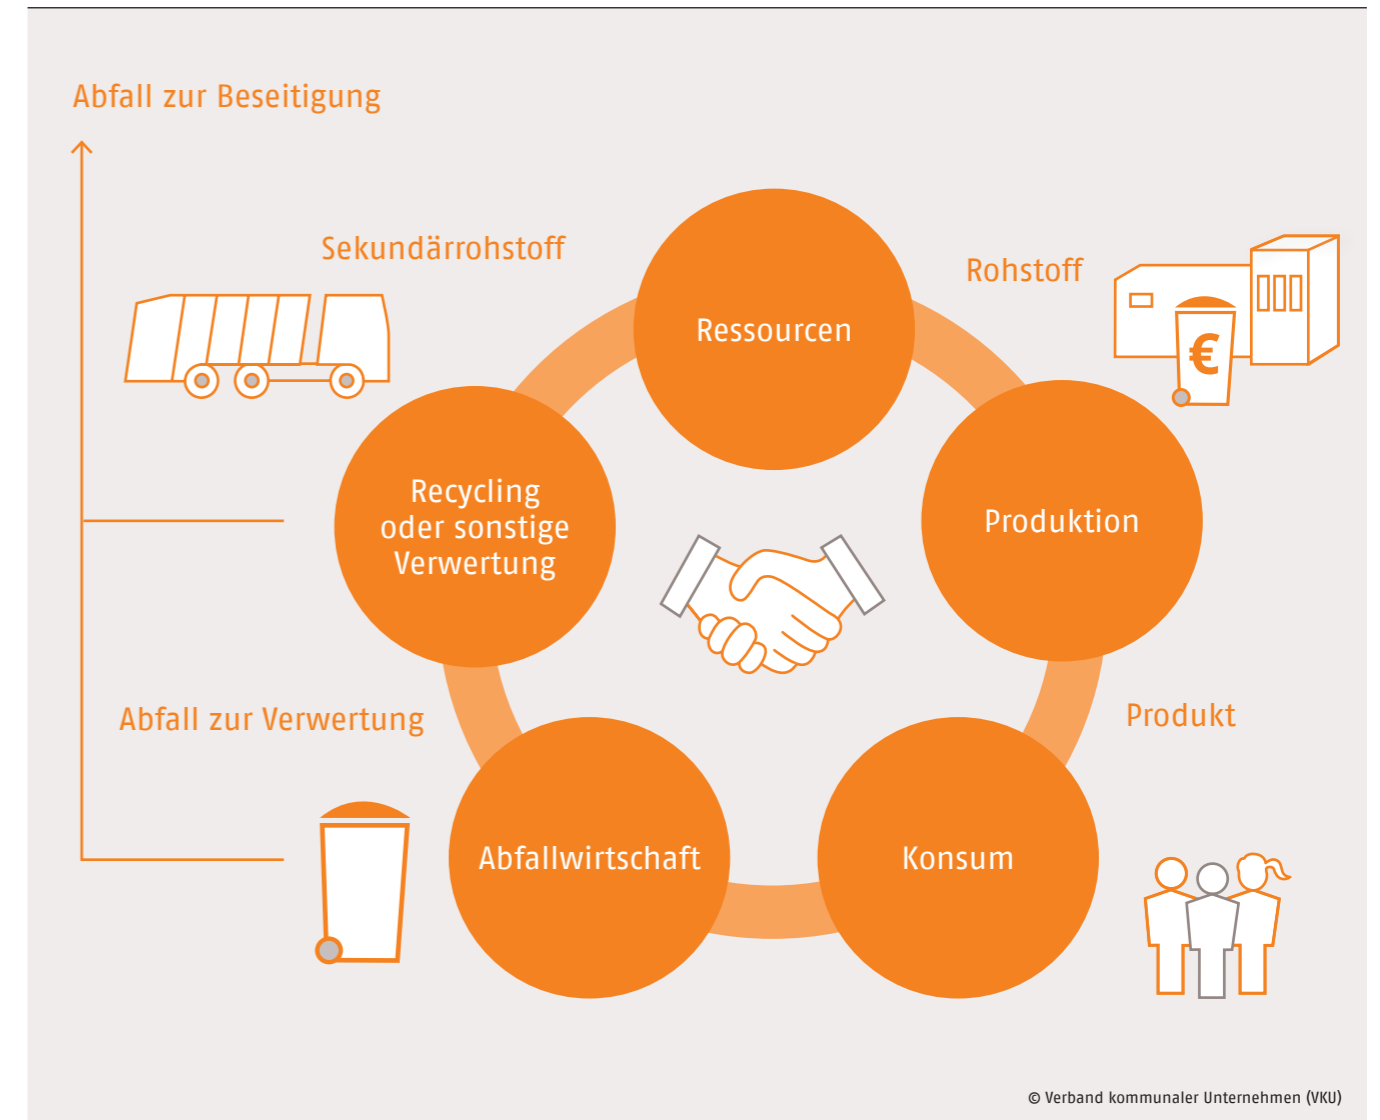 Abfall zur Beseitigung
Sekundärrohstoff
Rohstoff
€
Ressourcen
Recycling
oder sonstige
Verwertung
Produktion
Abfall zur Verwertung
Produkt
Abfallwirtschaft
Konsum
© Verband kommunaler Unternehmen (VKU)